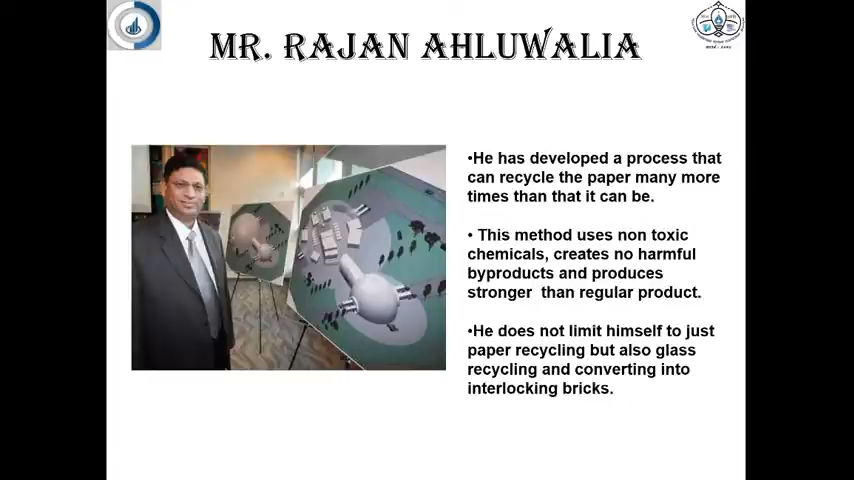 MR. RAJAN AHLUWALIA
•He has developed a process that
can recycle the paper many more
times than that it can be.
• This method uses non toxic
chemicals, creates no harmful
byproducts and produces
stronger  than regular product.
•He does not limit himself to just
paper recycling but also glass
recycling and converting into
interlocking bricks.